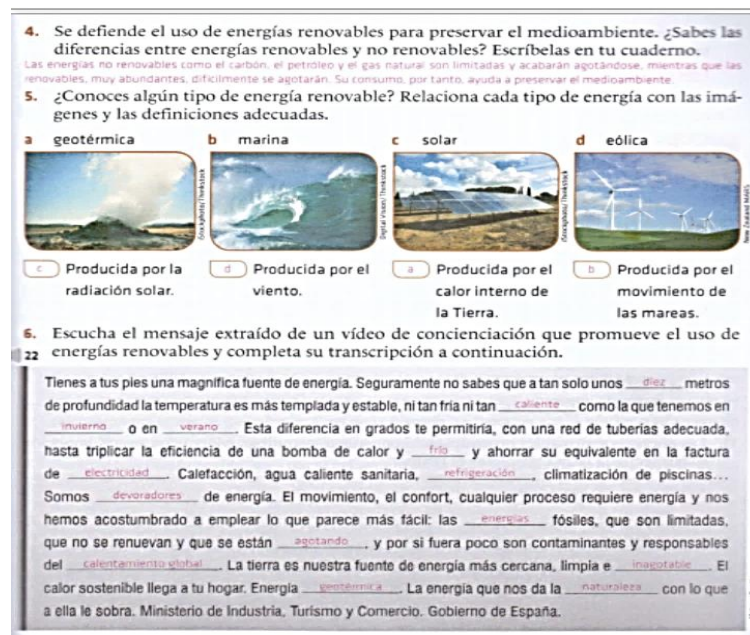 4. Se defiende el uso de energías renovables para preservar el medioambiente. ¿Sabes las
diferencias entre energías renovables y no renovables? Escríbelas en tu cuaderno.
Las energías no renovables como el carbón, el petróleo y el gas natural son limitadas y acabarán agotándose, mientras que las
renovables, muy abundantes, difícilmente se agotarán. Su consumo, por tanto, ayuda a preservar el medioambiente.
5. ¿Conoces algún tipo de energía renovable? Relaciona cada tipo de energía con las imá-
genes y las definiciones adecuadas.
a geotérmica b marina c solar d eólica
iStockphoto/Thinkstock Digital Vision/Thinkstock iStockphoto/Thinkstock
c Producida por la d Producida por el a Producida por el b Producida por el
radiación solar. viento. calor interno de movimiento de
la Tierra. las mareas.
6. Escucha el mensaje extraído de un vídeo de concienciación que promueve el uso de
22 energías renovables y completa su transcripción a continuación.
Tienes a tus pies una magnífica fuente de energía. Seguramente no sabes que a tan solo unos diez metros
de profundidad la temperatura es más templada y estable, ni tan fría ni tan caliente como la que tenemos en
invierno o en verano. Esta diferencia en grados te permitiría, con una red de tuberías adecuada,
hasta triplicar la eficiencia de una bomba de calor y frío y ahorrar su equivalente en la factura
de electricidad. Calefacción, agua caliente sanitaria, refrigeración, climatización de piscinas...
Somos devoradores de energía. El movimiento, el confort, cualquier proceso requiere energía y nos
hemos acostumbrado a emplear lo que parece más fácil: las energías fósiles, que son limitadas,
que no se renuevan y que se están agotando, y por si fuera poco son contaminantes y responsables
del calentamiento global. La tierra es nuestra fuente de energía más cercana, limpia e inagotable. El
calor sostenible llega a tu hogar. Energía geotérmica. La energía que nos da la naturaleza con lo que
a ella le sobra. Ministerio de Industria, Turismo y Comercio. Gobierno de España.